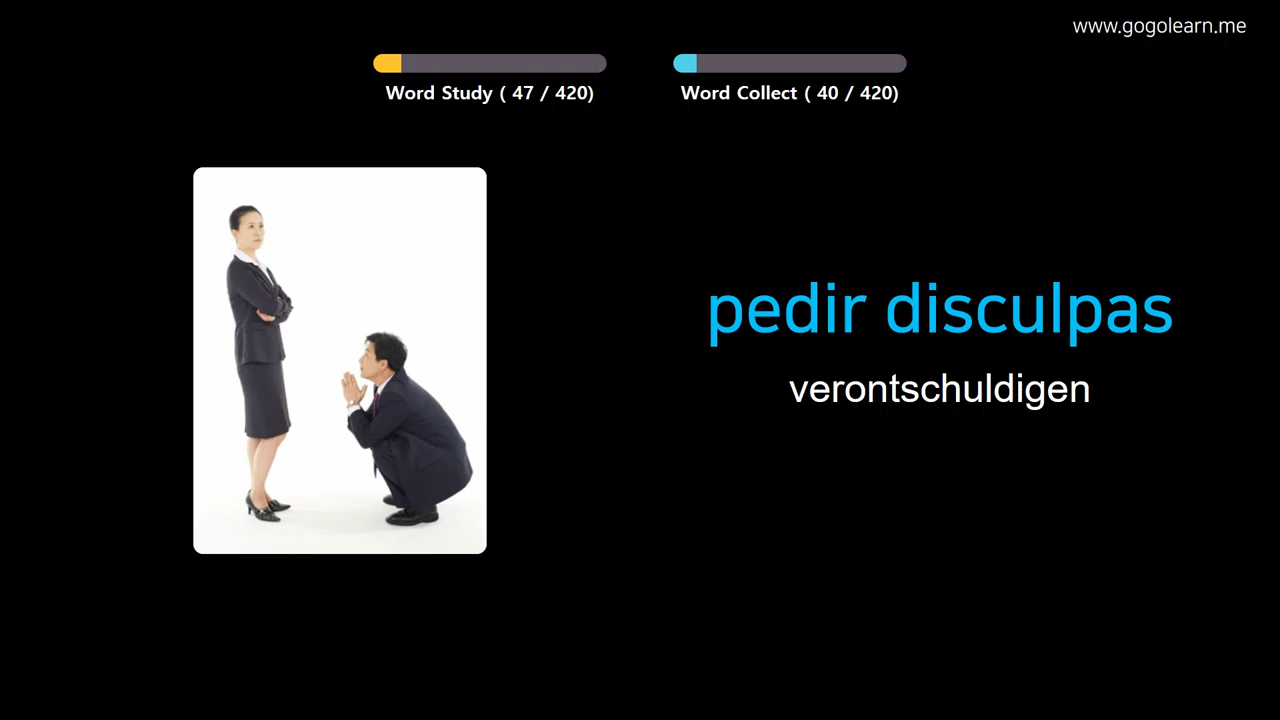 www.gogolearn.me
Word Study ( 47 / 420)
Word Collect ( 40 / 420)
pedir disculpas
verontschuldigen